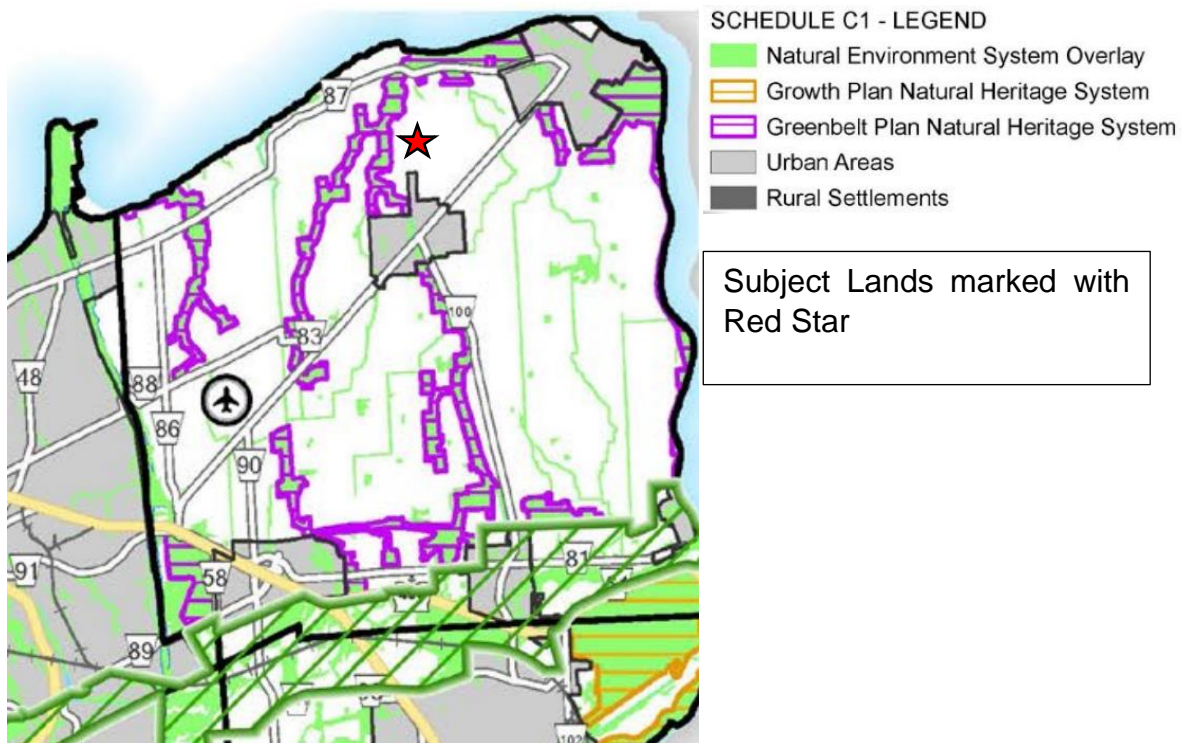 SCHEDULE C1 - LEGEND
Natural Environment System Overlay
Growth Plan Natural Heritage System
Greenbelt Plan Natural Heritage System
Urban Areas
Rural Settlements
Subject Lands marked with
Red Star
87
83
100
48
88
86
90
91
58
81
89